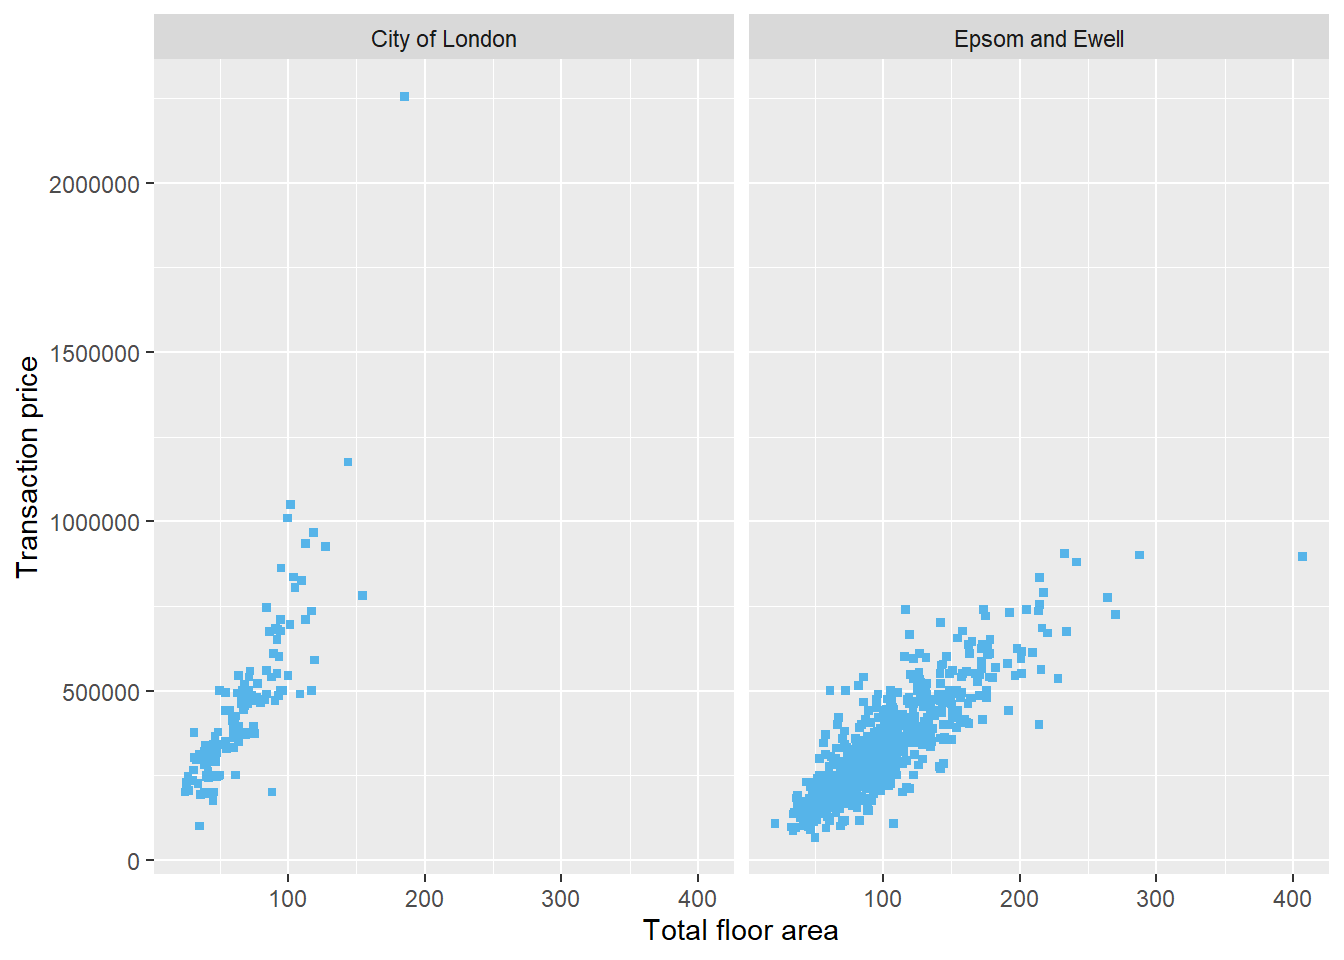 City of London
Epsom and Ewell
2000000
1500000
1000000
500000
0
Transaction price
100 200 300 400
100 200 300 400
Total floor area